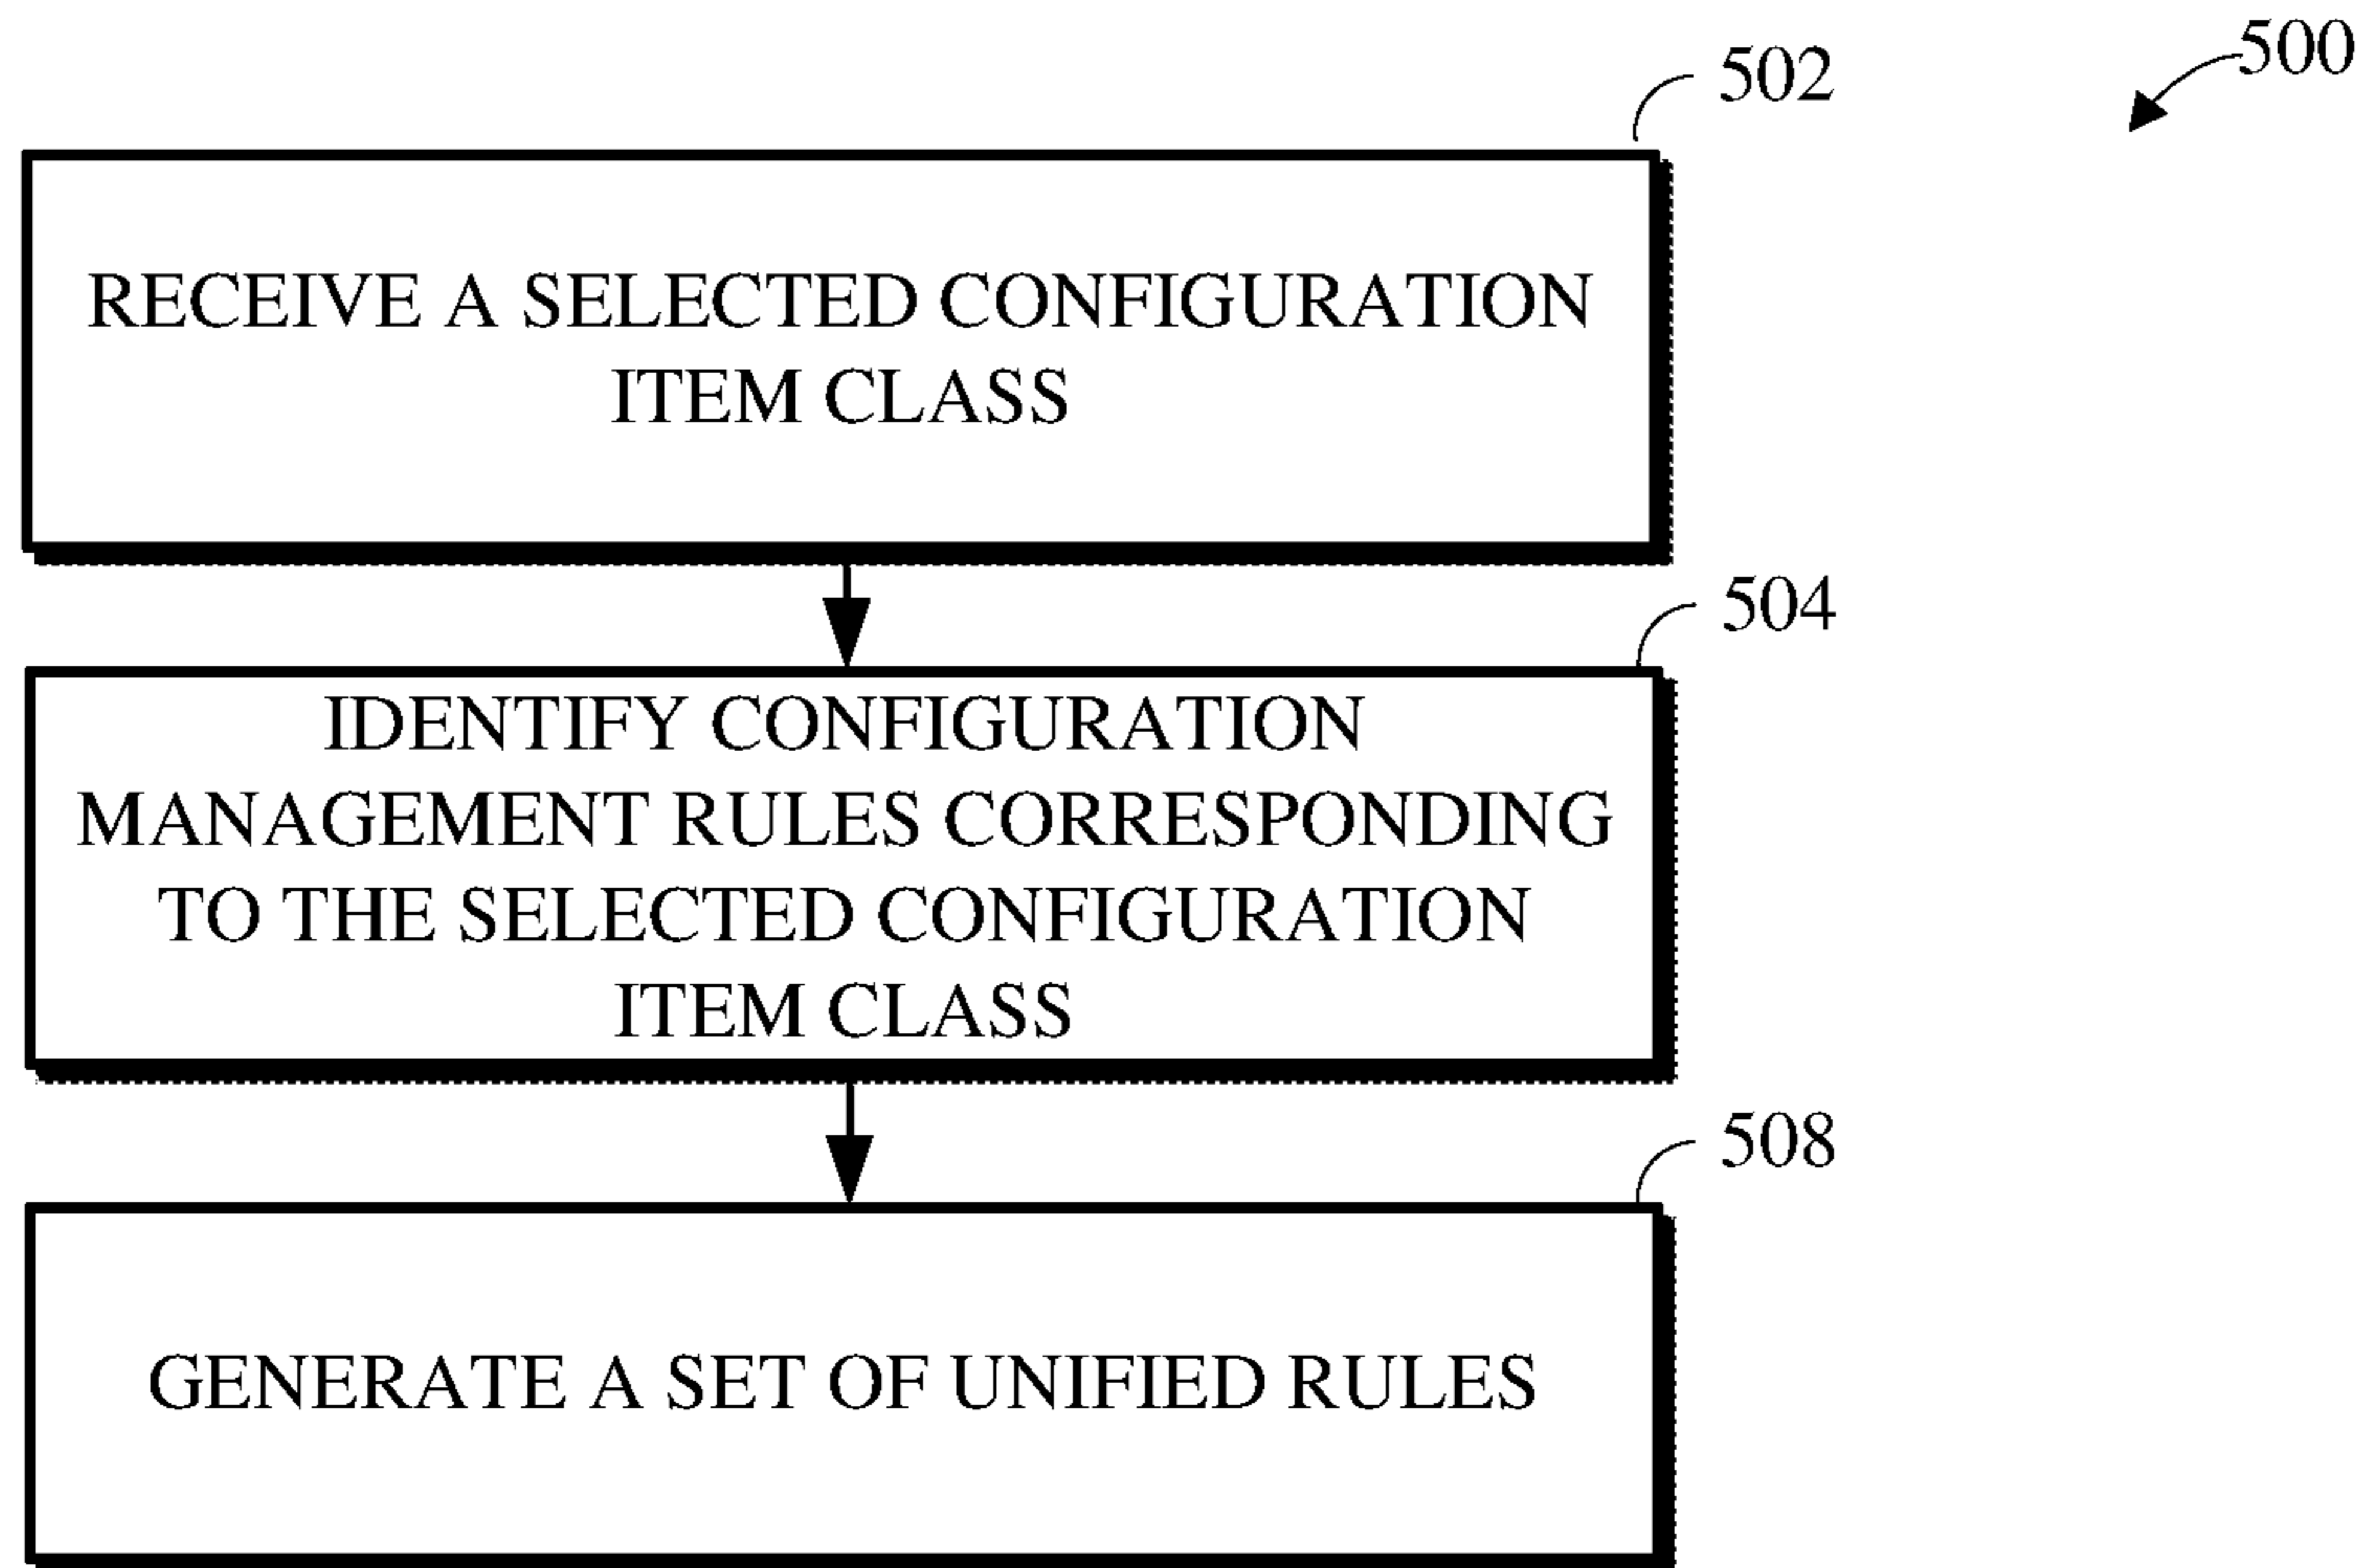 500
502
RECEIVE A SELECTED CONFIGURATION
ITEM CLASS
504
IDENTIFY CONFIGURATION
MANAGEMENT RULES CORRESPONDING
TO THE SELECTED CONFIGURATION
ITEM CLASS
508
GENERATE A SET OF UNIFIED RULES